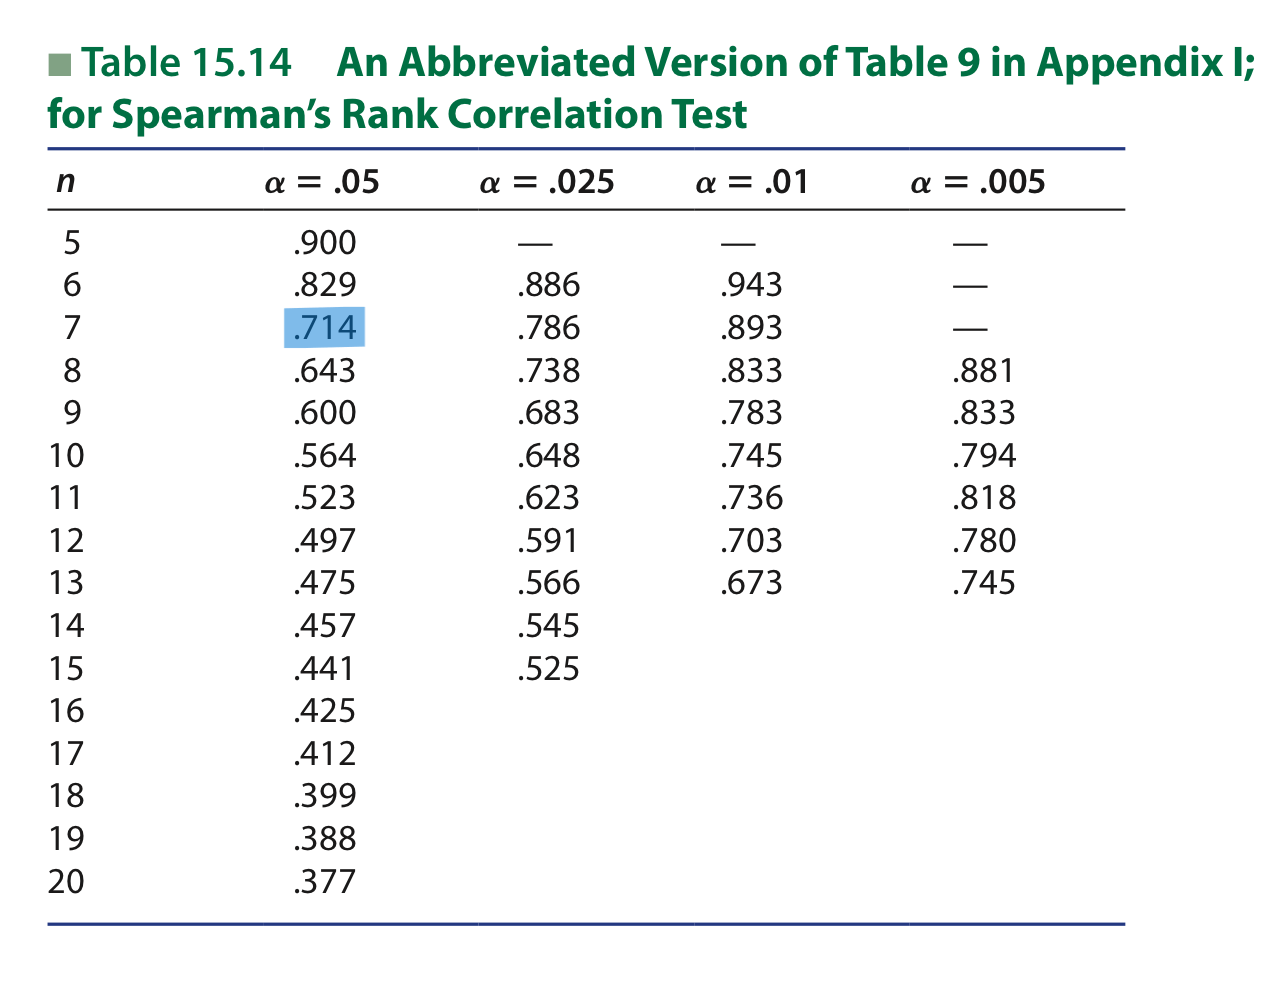 ■ Table 15.14 An Abbreviated Version of Table 9 in Appendix I;
for Spearman’s Rank Correlation Test
n α = .05 α = .025 α = .01 α = .005
5 .900 — — —
6 .829 .886 .943 —
7 .714 .786 .893 —
8 .643 .738 .833 .881
9 .600 .683 .783 .833
10 .564 .648 .745 .794
11 .523 .623 .736 .818
12 .497 .591 .703 .780
13 .475 .566 .673 .745
14 .457 .545
15 .441 .525
16 .425
17 .412
18 .399
19 .388
20 .377